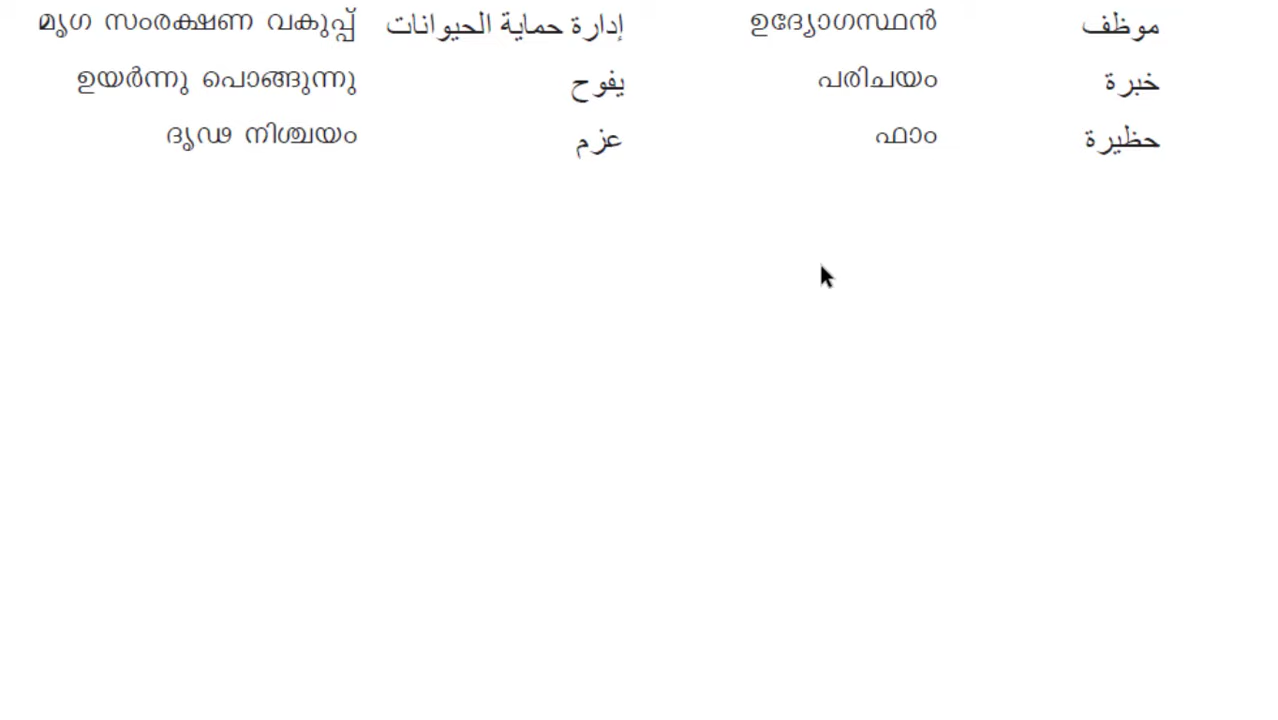 موظف ഉദ്യോഗസ്ഥൻ إدارة حماية الحيوانات മൃഗ സംരക്ഷണ വകുപ്പ്
خبرة പരിചയം يفوح ഉയർന്നു പൊങ്ങുന്നു
حظيرة ഫാം عزم ദൃഢ നിശ്ചയം